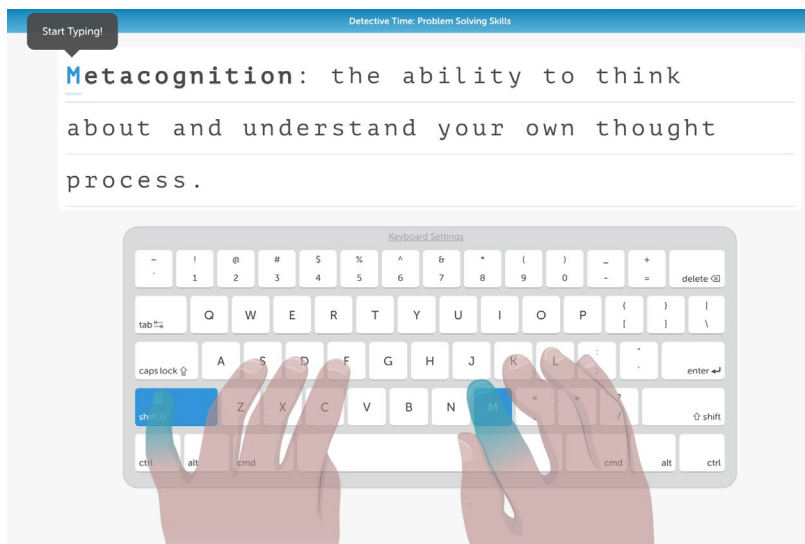 Detective Time: Problem Solving Skills
Start Typing!
Metacognition: the ability to think
about and understand your own thought
process.
Keyboard Settings
~ ! @ # $ % ^ & * ( ) _ +
` 1 2 3 4 5 6 7 8 9 0 - = delete
tab Q W E R T Y U I O P { [ } ] | \
caps lock A S D F G H J K L : ; " ' enter
shift Z X C V B N M < > ? / shift
ctrl alt cmd cmd alt ctrl